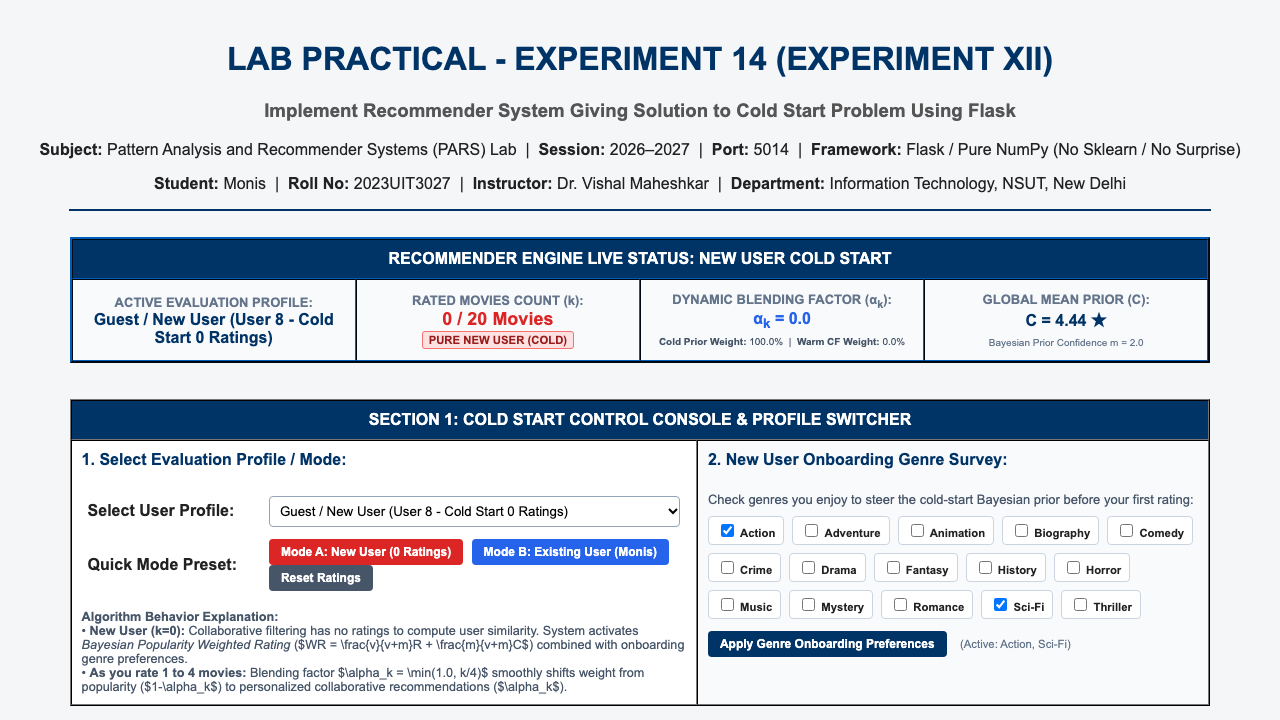 LAB PRACTICAL - EXPERIMENT 14 (EXPERIMENT XII)
Implement Recommender System Giving Solution to Cold Start Problem Using Flask
Subject: Pattern Analysis and Recommender Systems (PARS) Lab | Session: 2026–2027 | Port: 5014 | Framework: Flask / Pure NumPy (No Sklearn / No Surprise)
Student: Monis | Roll No: 2023UIT3027 | Instructor: Dr. Vishal Maheshkar | Department: Information Technology, NSUT, New Delhi
RECOMMENDER ENGINE LIVE STATUS: NEW USER COLD START
ACTIVE EVALUATION PROFILE:
Guest / New User (User 8 - Cold
Start 0 Ratings)
RATED MOVIES COUNT (k):
0 / 20 Movies
PURE NEW USER (COLD)
DYNAMIC BLENDING FACTOR (αk):
αk = 0.0
Cold Prior Weight: 100.0% | Warm CF Weight: 0.0%
GLOBAL MEAN PRIOR (C):
C = 4.44 ★
Bayesian Prior Confidence m = 2.0
SECTION 1: COLD START CONTROL CONSOLE & PROFILE SWITCHER
1. Select Evaluation Profile / Mode:
Select User Profile:
Guest / New User (User 8 - Cold Start 0 Ratings)
Quick Mode Preset:
Mode A: New User (0 Ratings)
Mode B: Existing User (Monis)
Reset Ratings
Algorithm Behavior Explanation:
• New User (k=0): Collaborative filtering has no ratings to compute user similarity. System activates
Bayesian Popularity Weighted Rating ($WR = \frac{v}{v+m}R + \frac{m}{v+m}C$) combined with onboarding
genre preferences.
• As you rate 1 to 4 movies: Blending factor $\alpha_k = \min(1.0, k/4)$ smoothly shifts weight from
popularity ($1-\alpha_k$) to personalized collaborative recommendations ($\alpha_k$).
2. New User Onboarding Genre Survey:
Check genres you enjoy to steer the cold-start Bayesian prior before your first rating:
Action Adventure Animation Biography Comedy
Crime Drama Fantasy History Horror
Music Mystery Romance Sci-Fi Thriller
Apply Genre Onboarding Preferences (Active: Action, Sci-Fi)